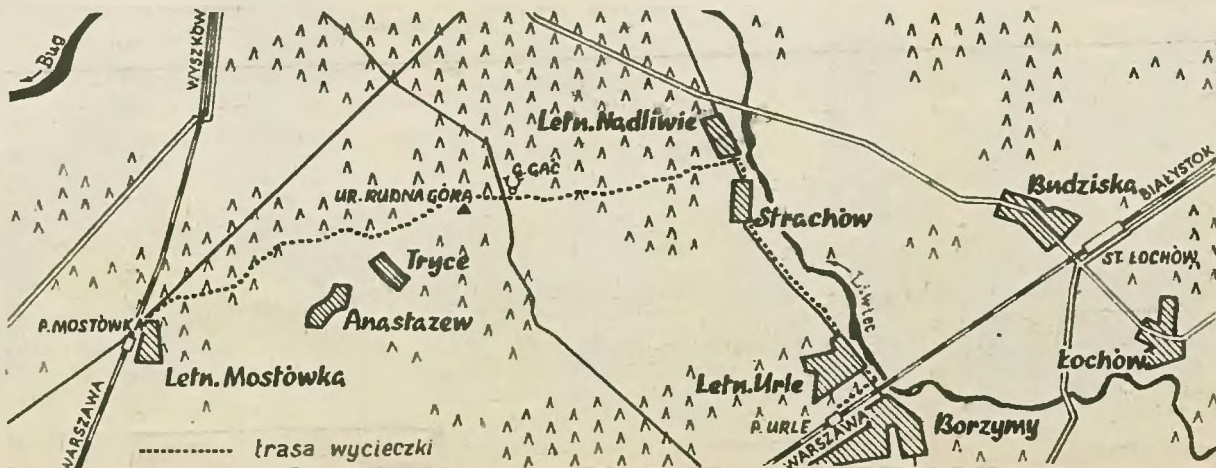 Bug
WYSZKÓW
Letn. Nadliwie
G. GAĆ
UR. RUDNA GÓRA
Budziska
BIAŁYSTOK
Strachów
Tryce
ST. ŁOCHÓW
Liwiec
P. MOSTÓWKA
Anastazew
Łochów
Letn. Mostówka
Letn. Urle
P. URLE
Borzymy
WARSZAWA
WARSZAWA
trasa wycieczki